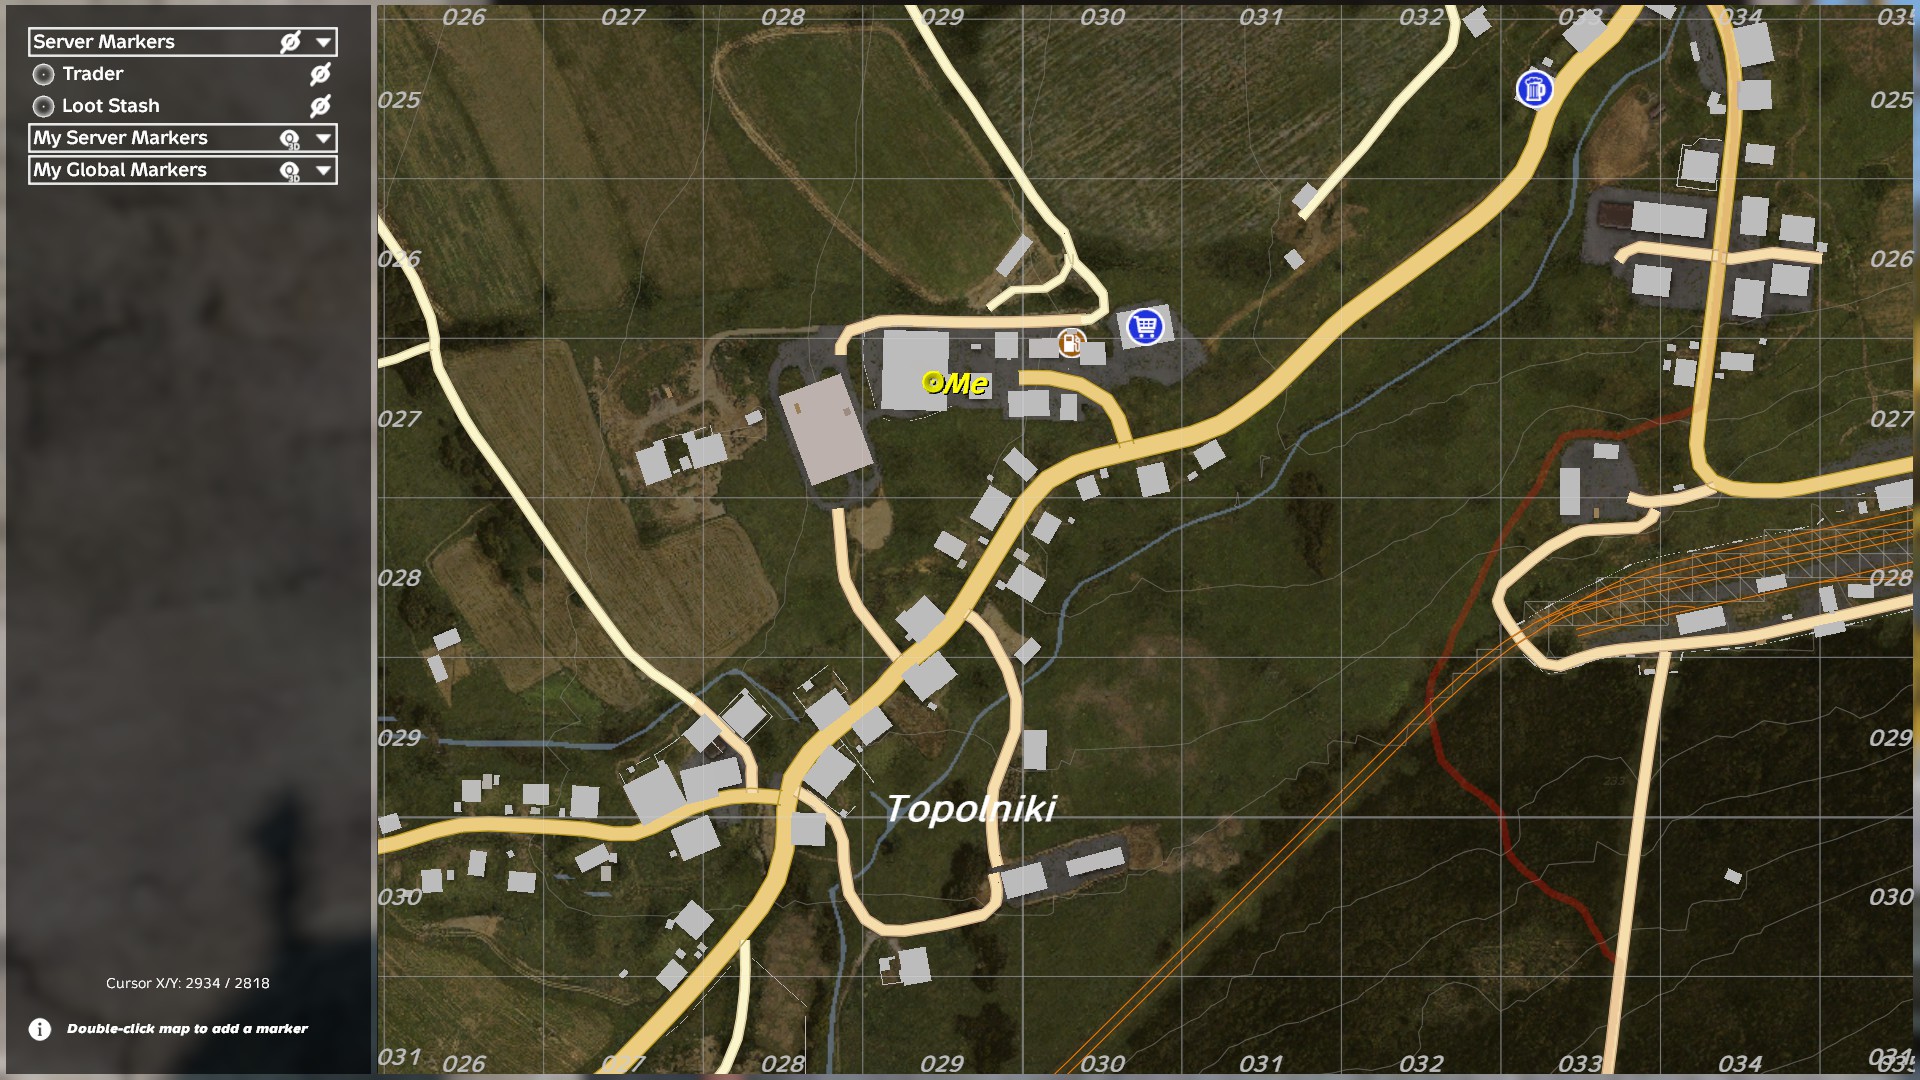 Server Markers
Trader
Loot Stash
My Server Markers
My Global Markers
Cursor X/Y: 2934 / 2818
Double-click map to add a marker
026 027 028 029 030 031 032 033 034 035
025 025
026 026
Me
027 027
028 028
029 029
233
Topolniki
030 030
031 026 027 028 029 030 031 032 033 034 031